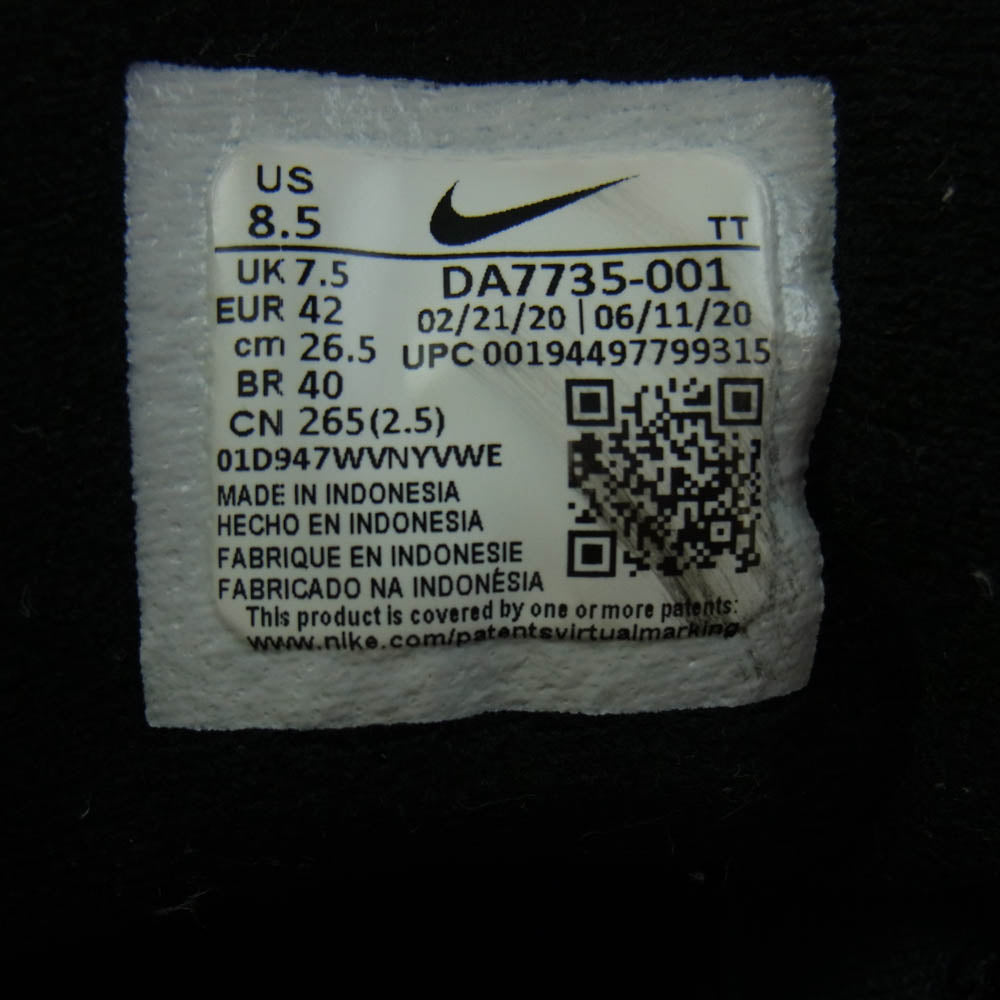 US
8.5
TT
UK 7.5
EUR 42
cm 26.5
BR 40
CN 265(2.5)
DA7735-001
02/21/20 | 06/11/20
UPC 00194497799315
01D947WVNYVWE
MADE IN INDONESIA
HECHO EN INDONESIA
FABRIQUE EN INDONESIE
FABRICADO NA INDONÉSIA
This product is covered by one or more patents:
www.nike.com/patentsvirtualmarking.